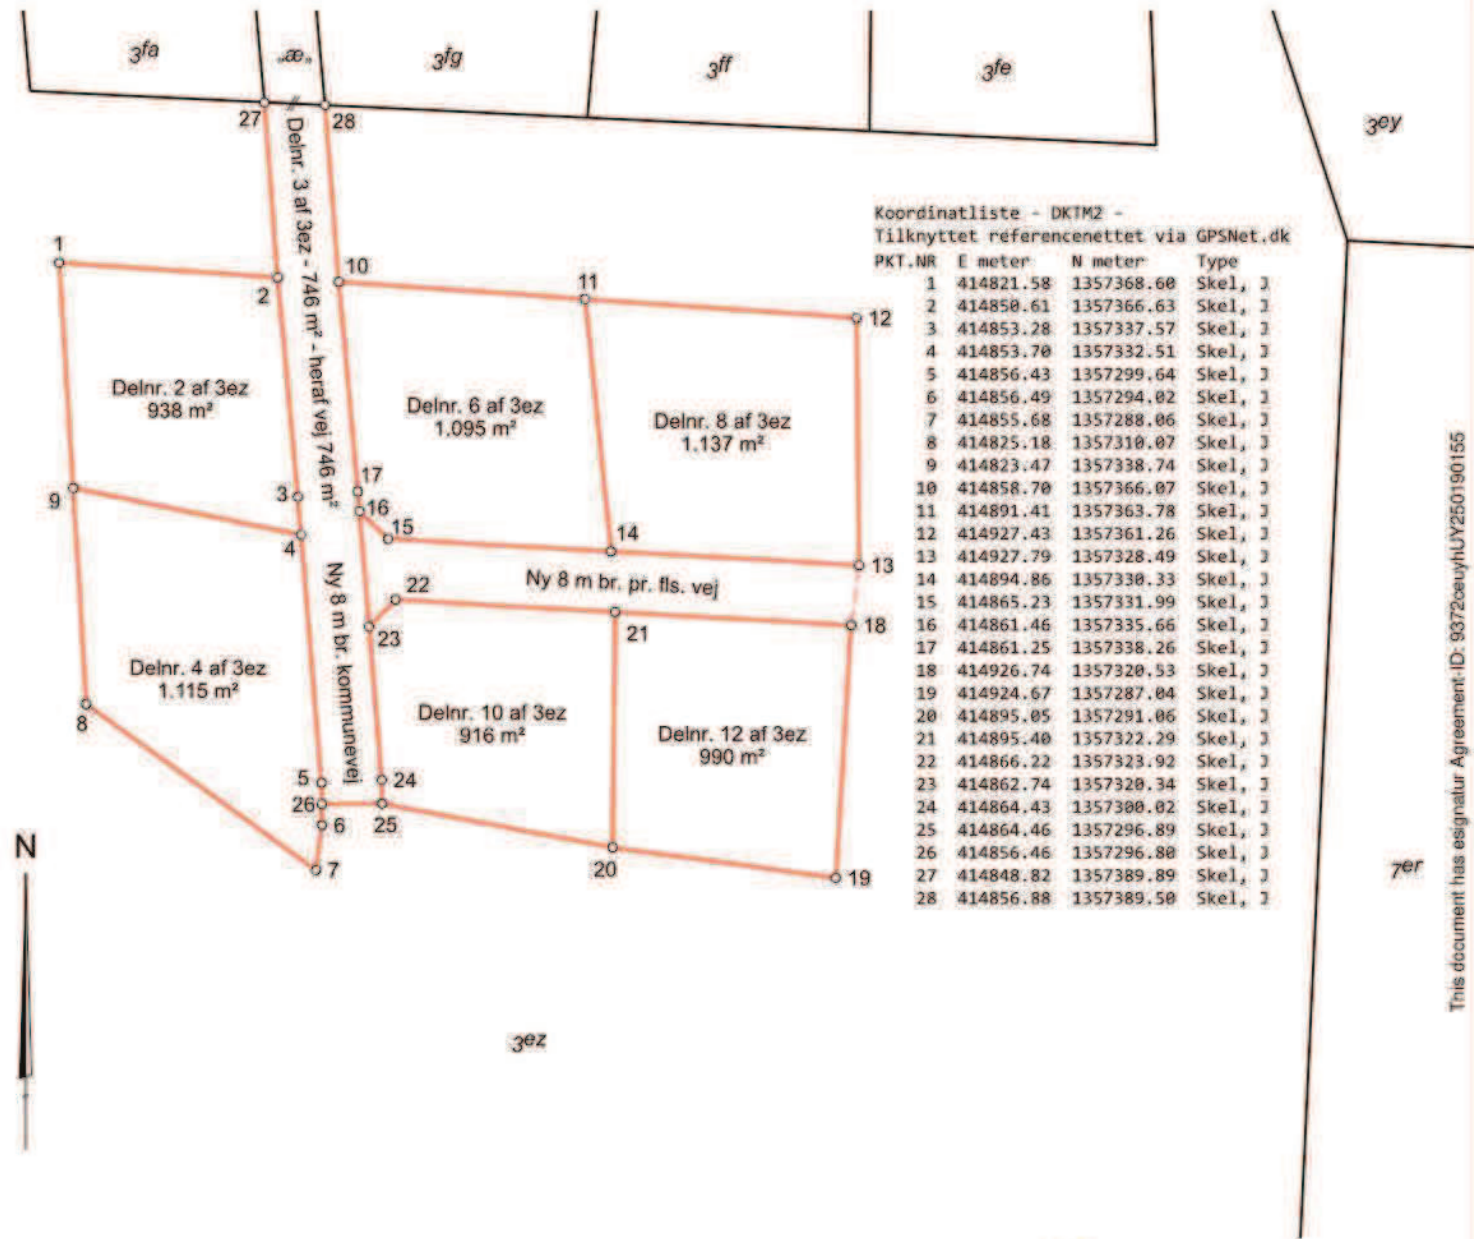 3fa
„æ„
3fg
3ff
3fe
3ey
27
28
Delnr. 3 af 3ez - 746 m² - heraf vej 746 m²
1
2
10
11
12
Delnr. 2 af 3ez
938 m²
Delnr. 6 af 3ez
1.095 m²
Delnr. 8 af 3ez
1.137 m²
9
3
17
16
4
15
14
13
Ny 8 m br. pr. fls. vej
Ny 8 m br. kommunevej
22
23
21
18
Delnr. 4 af 3ez
1.115 m²
8
Delnr. 10 af 3ez
916 m²
Delnr. 12 af 3ez
990 m²
5
24
26
6
25
7
20
19
N
Koordinatliste - DKTM2 -
Tilknyttet referencenettet via GPSNet.dk
PKT.NR E meter N meter Type
1 414821.58 1357368.60 Skel, J
2 414850.61 1357366.63 Skel, J
3 414853.28 1357337.57 Skel, J
4 414853.70 1357332.51 Skel, J
5 414856.43 1357299.64 Skel, J
6 414856.49 1357294.02 Skel, J
7 414855.68 1357288.06 Skel, J
8 414825.18 1357310.07 Skel, J
9 414823.47 1357338.74 Skel, J
10 414858.70 1357366.07 Skel, J
11 414891.41 1357363.78 Skel, J
12 414927.43 1357361.26 Skel, J
13 414927.79 1357328.49 Skel, J
14 414894.86 1357330.33 Skel, J
15 414865.23 1357331.99 Skel, J
16 414861.46 1357335.66 Skel, J
17 414861.25 1357338.26 Skel, J
18 414926.74 1357320.53 Skel, J
19 414924.67 1357287.04 Skel, J
20 414895.05 1357291.06 Skel, J
21 414895.40 1357322.29 Skel, J
22 414866.22 1357323.92 Skel, J
23 414862.74 1357320.34 Skel, J
24 414864.43 1357300.02 Skel, J
25 414864.46 1357296.89 Skel, J
26 414856.46 1357296.80 Skel, J
27 414848.82 1357389.89 Skel, J
28 414856.88 1357389.50 Skel, J
7er
3ez
This document has esignatur Agreement-ID: 9372ceuyhUY250190155